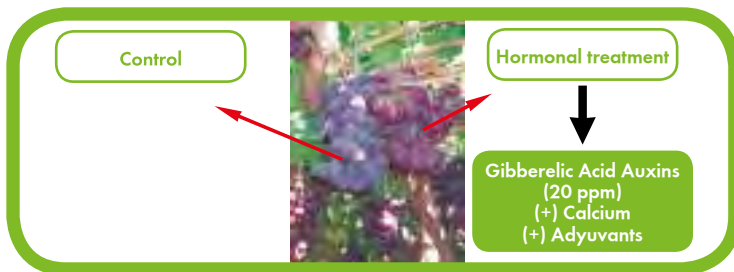 Control
Hormonal treatment
Gibberelic Acid Auxins
(20 ppm)
(+) Calcium
(+) Adyuvants